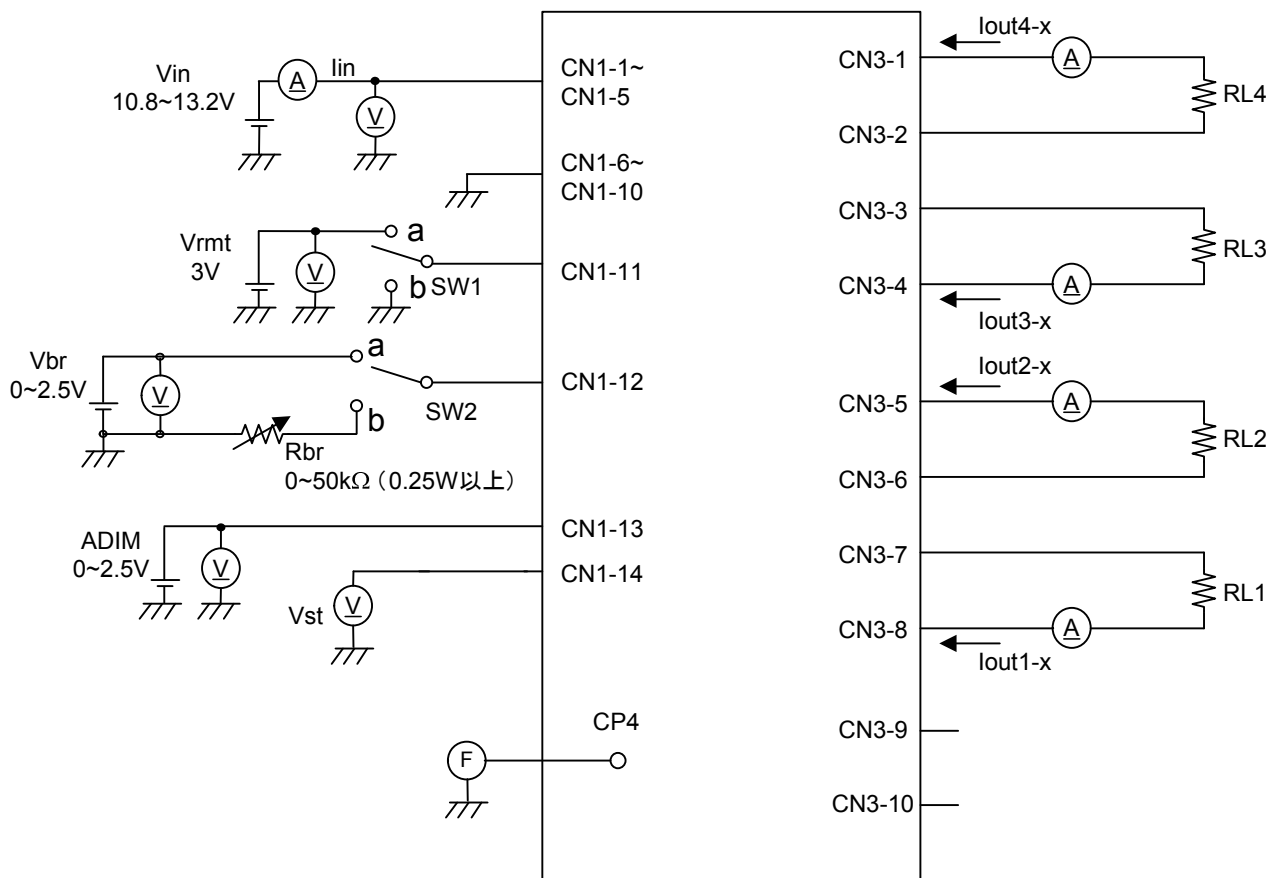 Vin
10.8~13.2V
A
Iin
V
CN1-1~
CN1-5
CN1-6~
CN1-10
Vrmt
3V
V
a
b
SW1
CN1-11
Vbr
0~2.5V
V
a
b
SW2
CN1-12
Rbr
0~50kΩ（0.25W以上）
ADIM
0~2.5V
V
CN1-13
Vst
V
CN1-14
CP4
F
CN3-1
Iout4-x
A
RL4
CN3-2
CN3-3
RL3
CN3-4
A
Iout3-x
Iout2-x
CN3-5
A
RL2
CN3-6
CN3-7
RL1
CN3-8
A
Iout1-x
CN3-9
CN3-10